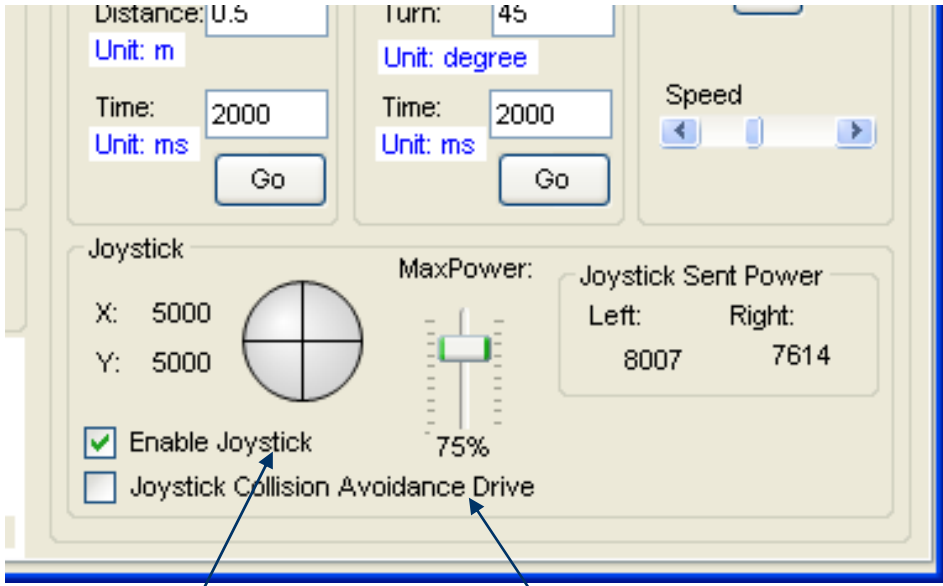 Distance: 0.5
Unit: m
Time: 2000
Unit: ms
Go
Turn: 45
Unit: degree
Time: 2000
Unit: ms
Go
Speed
Joystick
X: 5000
Y: 5000
MaxPower:
75%
Joystick Sent Power
Left: Right:
8007 7614
Enable Joystick
Joystick Collision Avoidance Drive